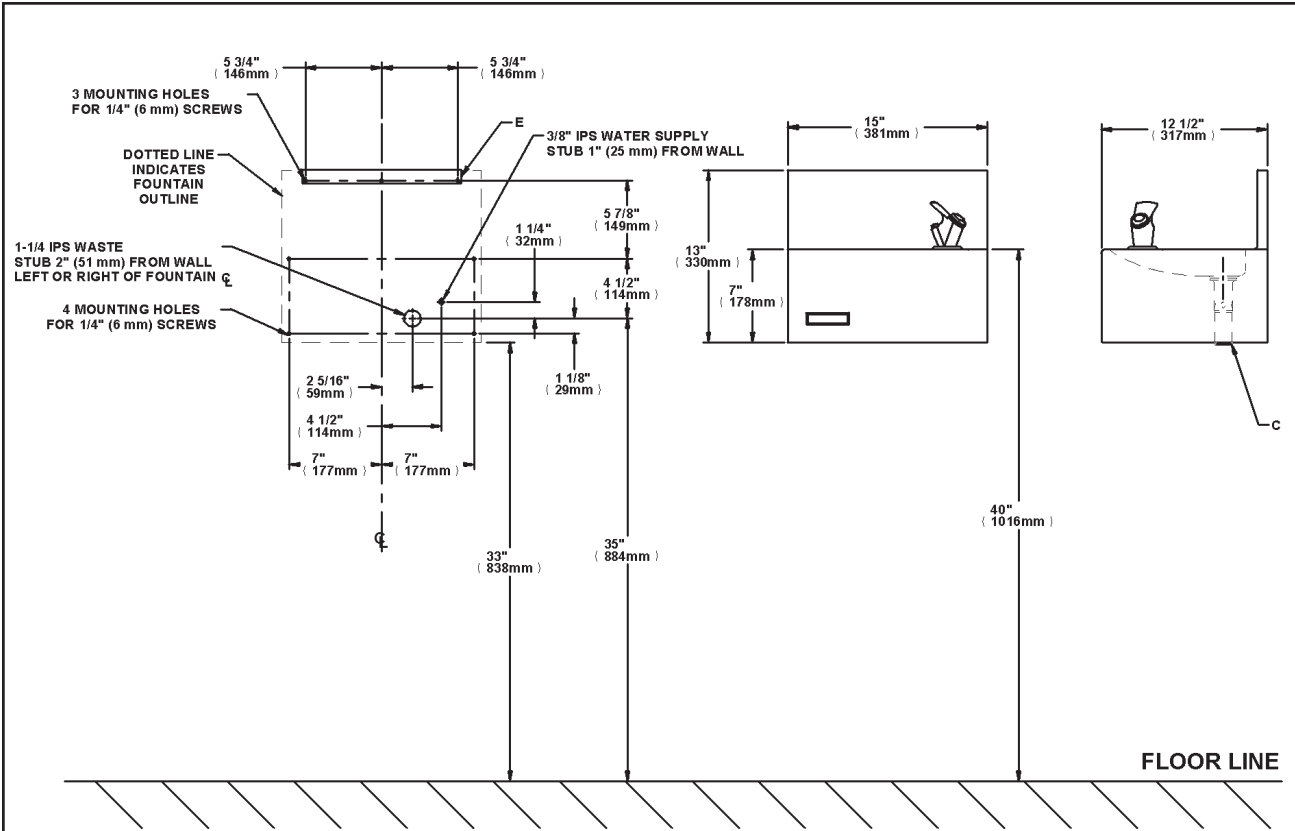 5 3/4"
( 146mm )
5 3/4"
( 146mm )
3 MOUNTING HOLES
FOR 1/4" (6 mm) SCREWS
E
3/8" IPS WATER SUPPLY
STUB 1" (25 mm) FROM WALL
DOTTED LINE
INDICATES
FOUNTAIN
OUTLINE
1-1/4 IPS WASTE
STUB 2" (51 mm) FROM WALL
LEFT OR RIGHT OF FOUNTAIN ℄
4 MOUNTING HOLES
FOR 1/4" (6 mm) SCREWS
5 7/8"
( 149mm )
1 1/4"
( 32mm )
4 1/2"
( 114mm )
1 1/8"
( 29mm )
2 5/16"
( 59mm )
4 1/2"
( 114mm )
7"
( 177mm )
7"
( 177mm )
℄
33"
( 838mm )
35"
( 884mm )
15"
( 381mm )
13"
( 330mm )
7"
( 178mm )
12 1/2"
( 317mm )
C
40"
( 1016mm )
FLOOR LINE